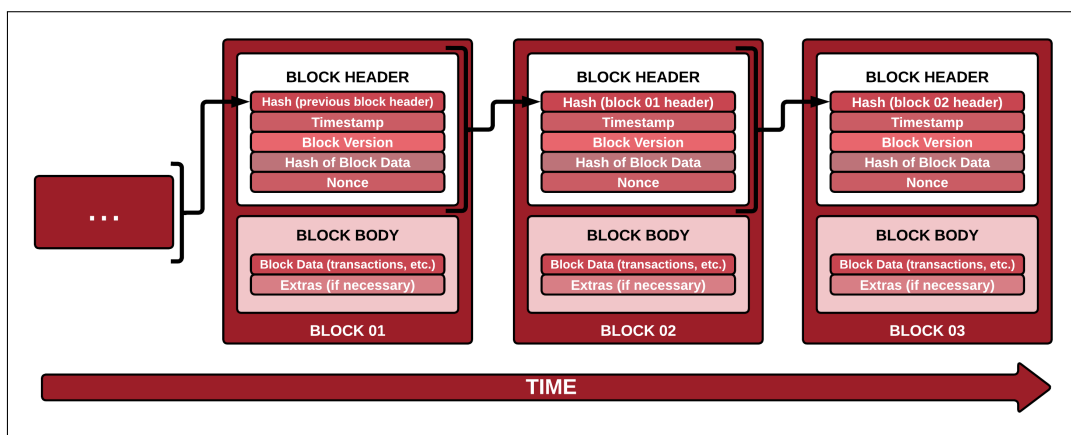 ...
BLOCK HEADER
Hash (previous block header)
Timestamp
Block Version
Hash of Block Data
Nonce
BLOCK BODY
Block Data (transactions, etc.)
Extras (if necessary)
BLOCK 01
BLOCK HEADER
Hash (block 01 header)
Timestamp
Block Version
Hash of Block Data
Nonce
BLOCK BODY
Block Data (transactions, etc.)
Extras (if necessary)
BLOCK 02
BLOCK HEADER
Hash (block 02 header)
Timestamp
Block Version
Hash of Block Data
Nonce
BLOCK BODY
Block Data (transactions, etc.)
Extras (if necessary)
BLOCK 03
TIME